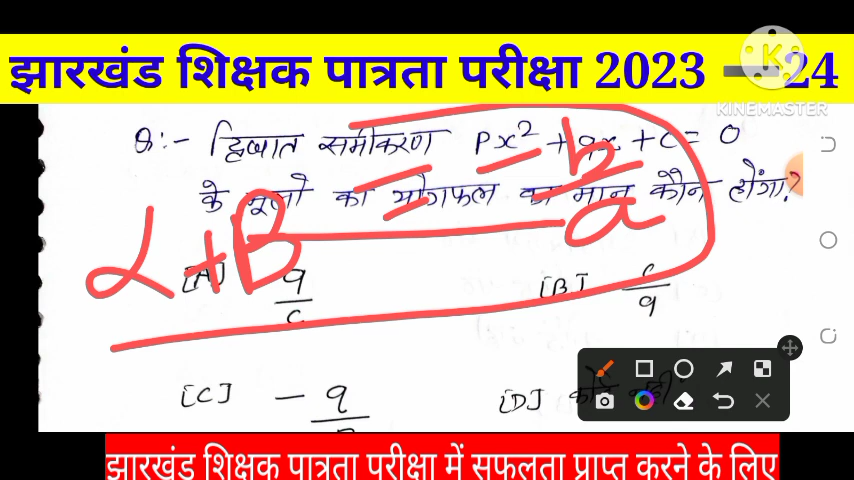 झारखंड शिक्षक पात्रता परीक्षा 2023 — 24
KINEMASTER
Q:- द्विघात समीकरण Px² + qx + c = 0
के मूलों का योगफल का मान कौन होंगा?
α + B = -b/a
[A] q/c
[B] c/q
[C] - q/P
[D] कोई नहीं
झारखंड शिक्षक पात्रता परीक्षा में सफलता प्राप्त करने के लिए